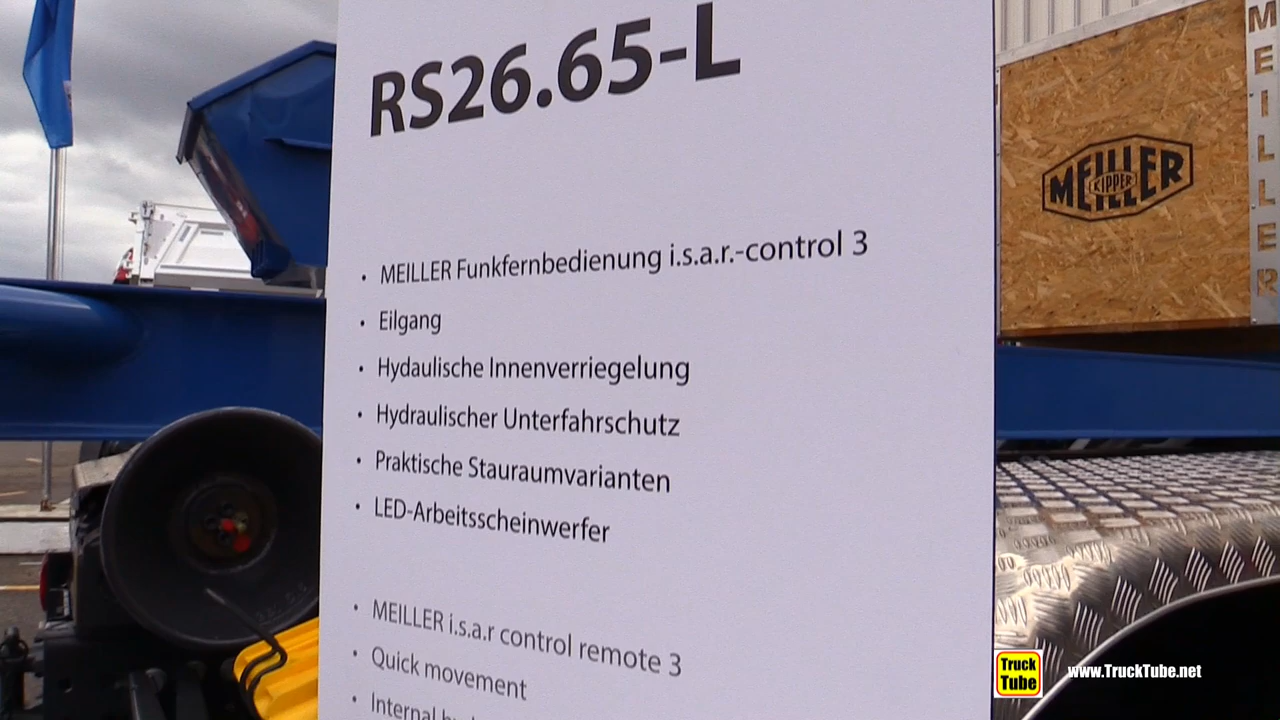 RS26.65-L
• MEILLER Funkfernbedienung i.s.a.r.-control 3
• Eilgang
• Hydaulische Innenverriegelung
• Hydraulischer Unterfahrschutz
• Praktische Stauraumvarianten
• LED-Arbeitsscheinwerfer
• MEILLER i.s.a.r control remote 3
• Quick movement
• Internal
MEILLER
KIPPER
MEILLER
Truck
Tube
www.TruckTube.net